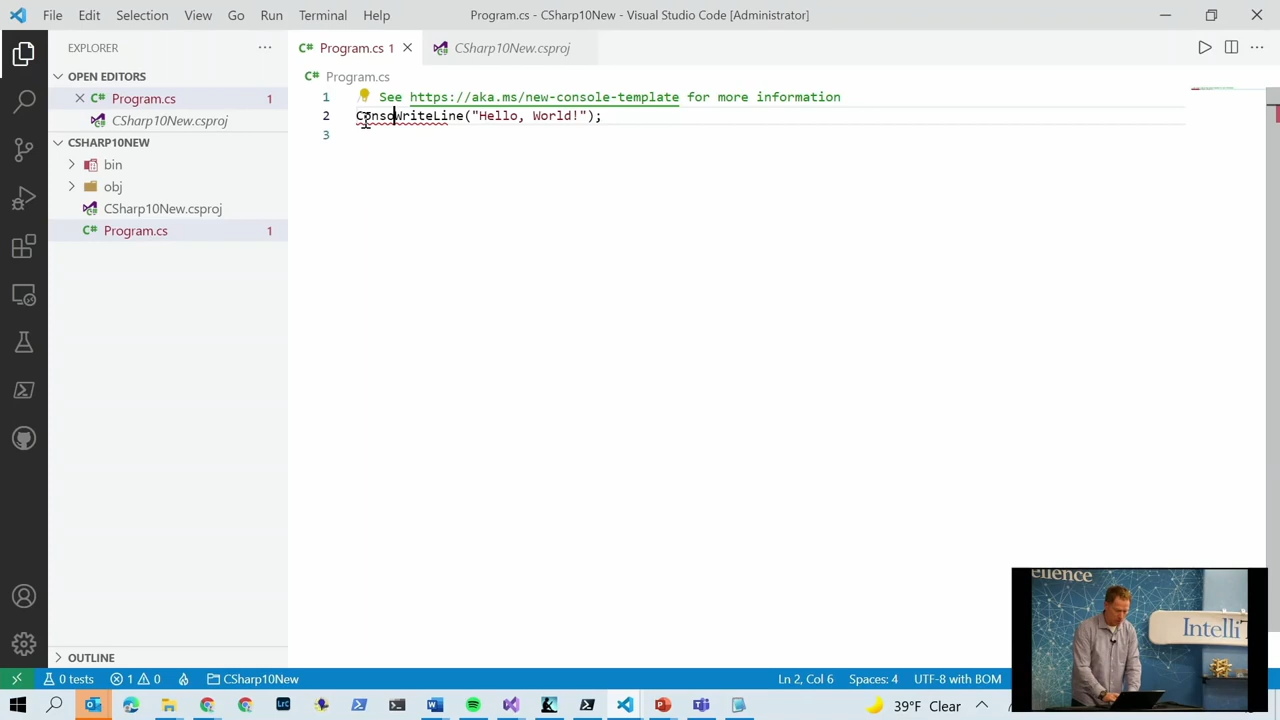 File Edit Selection View Go Run Terminal Help Program.cs - CSharp10New - Visual Studio Code [Administrator]
EXPLORER
Program.cs 1
CSharp10New.csproj
OPEN EDITORS
Program.cs
See https://aka.ms/new-console-template for more information
Program.cs 1
1
2
ConsoWriteLine("Hello, World!");
CSharp10New.csproj
3
CSHARP10NEW
bin
obj
CSharp10New.csproj
Program.cs 1
ellence
Intelli
OUTLINE
0 tests 1 0 CSharp10New Ln 2, Col 6 Spaces: 4 UTF-8 with BOM
39°F Clear